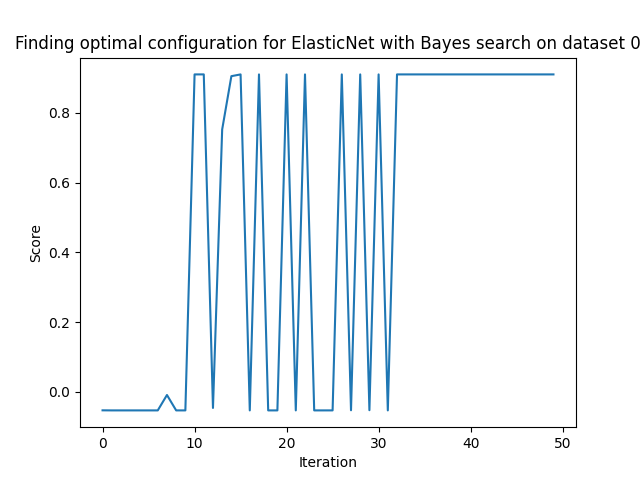 Finding optimal configuration for ElasticNet with Bayes search on dataset 0
0.8
0.6
0.4
0.2
0.0
Score
0 10 20 30 40 50
Iteration